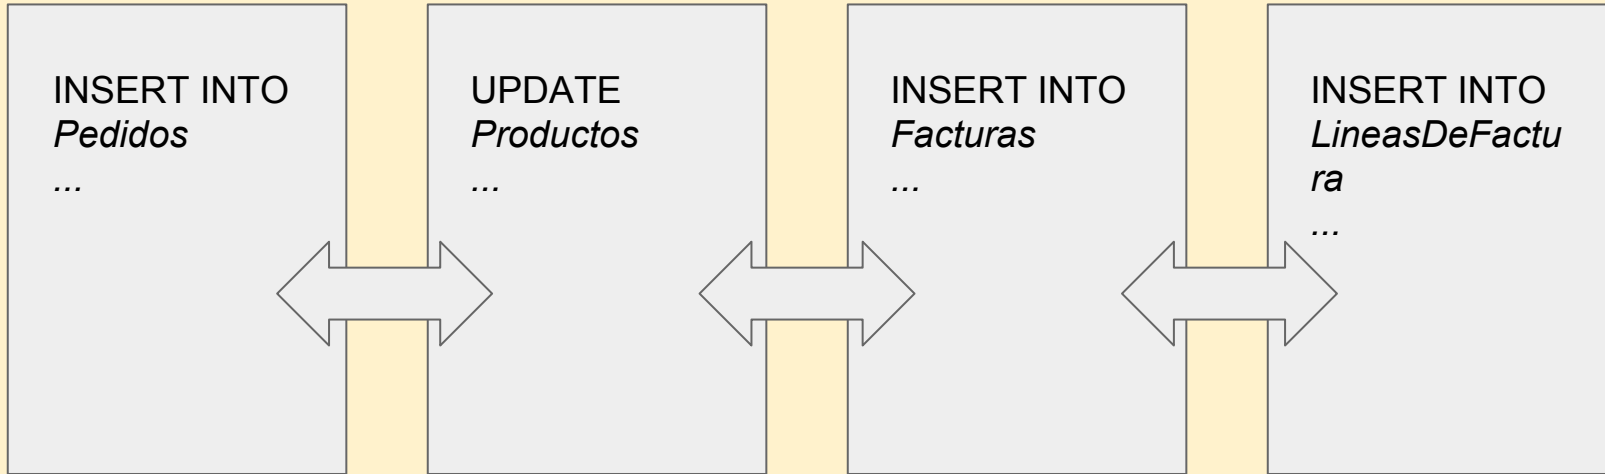 INSERT INTO
Pedidos
...
UPDATE
Productos
...
INSERT INTO
Facturas
...
INSERT INTO
LineasDeFactu
ra
...